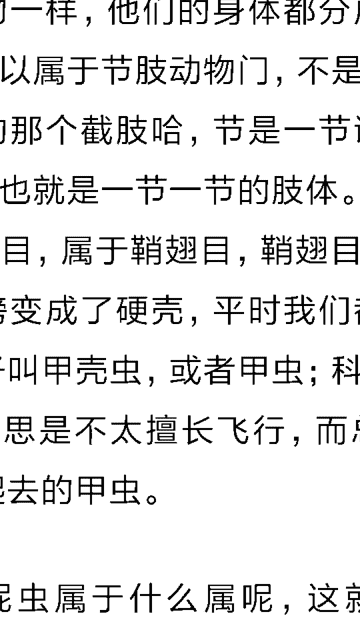 一样，他们的身体都分
以属于节肢动物门，不是
那个截肢哈，节是一节
也就是一节一节的肢体。
目，属于鞘翅目，鞘翅目
变成了硬壳，平时我们
叫甲壳虫，或者甲虫；科
思是不太擅长飞行，而
去的甲虫。
虫属于什么属呢，这